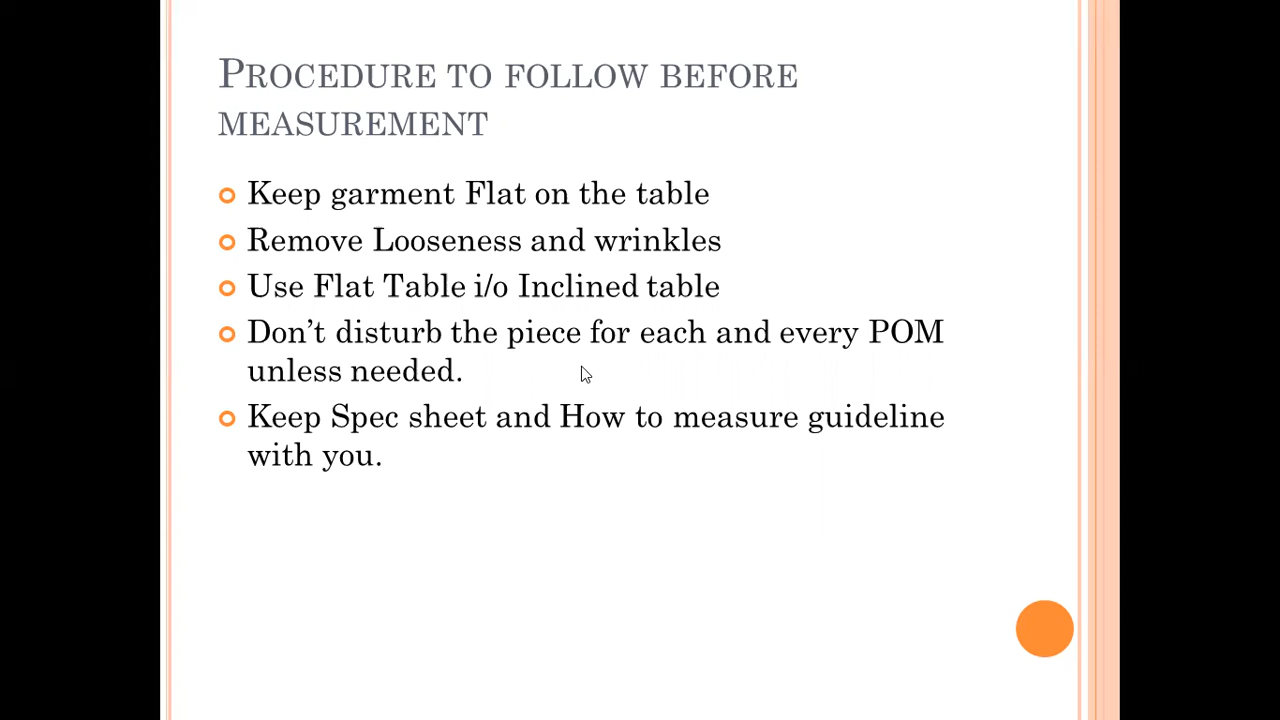 Procedure to follow before
measurement
Keep garment Flat on the table
Remove Looseness and wrinkles
Use Flat Table i/o Inclined table
Don’t disturb the piece for each and every POM
unless needed.
Keep Spec sheet and How to measure guideline
with you.